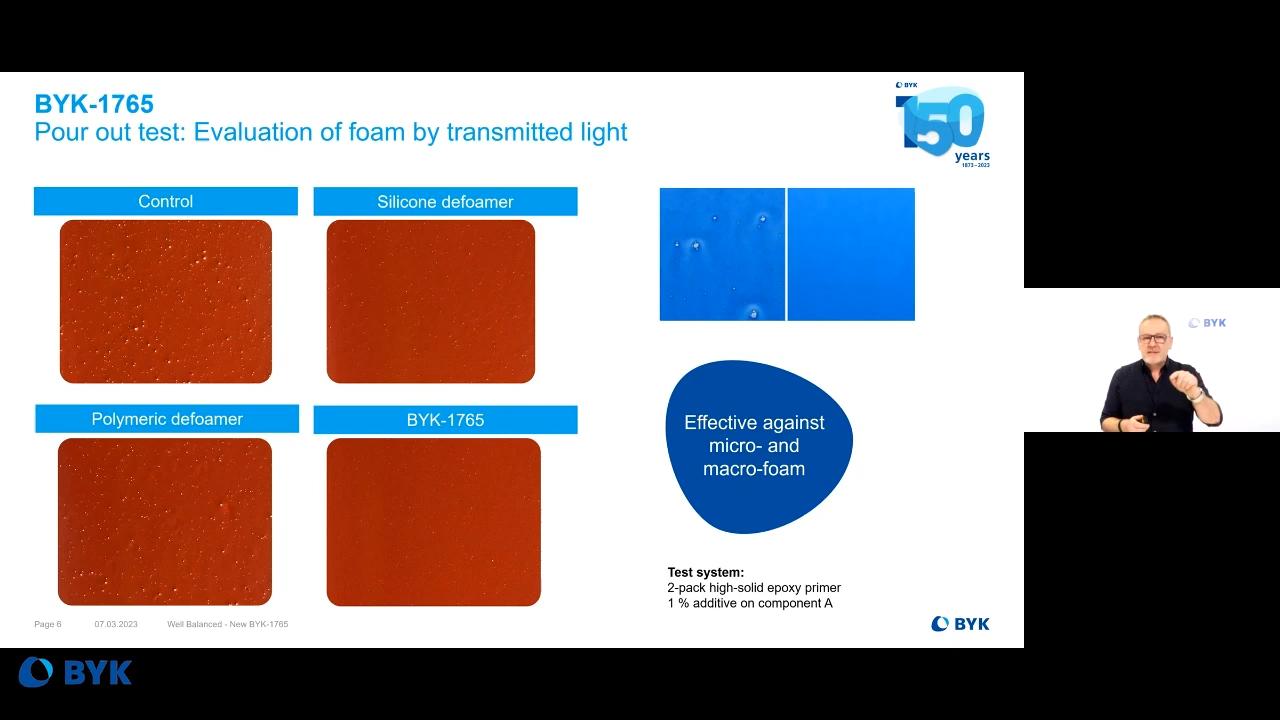 BYK-1765
Pour out test: Evaluation of foam by transmitted light
BYK
150
years
1873–2023
Control
Silicone defoamer
Polymeric defoamer
BYK-1765
Effective against
micro- and
macro-foam
Test system:
2-pack high-solid epoxy primer
1 % additive on component A
Page 6
07.03.2023
Well Balanced - New BYK-1765
BYK
BYK
BYK